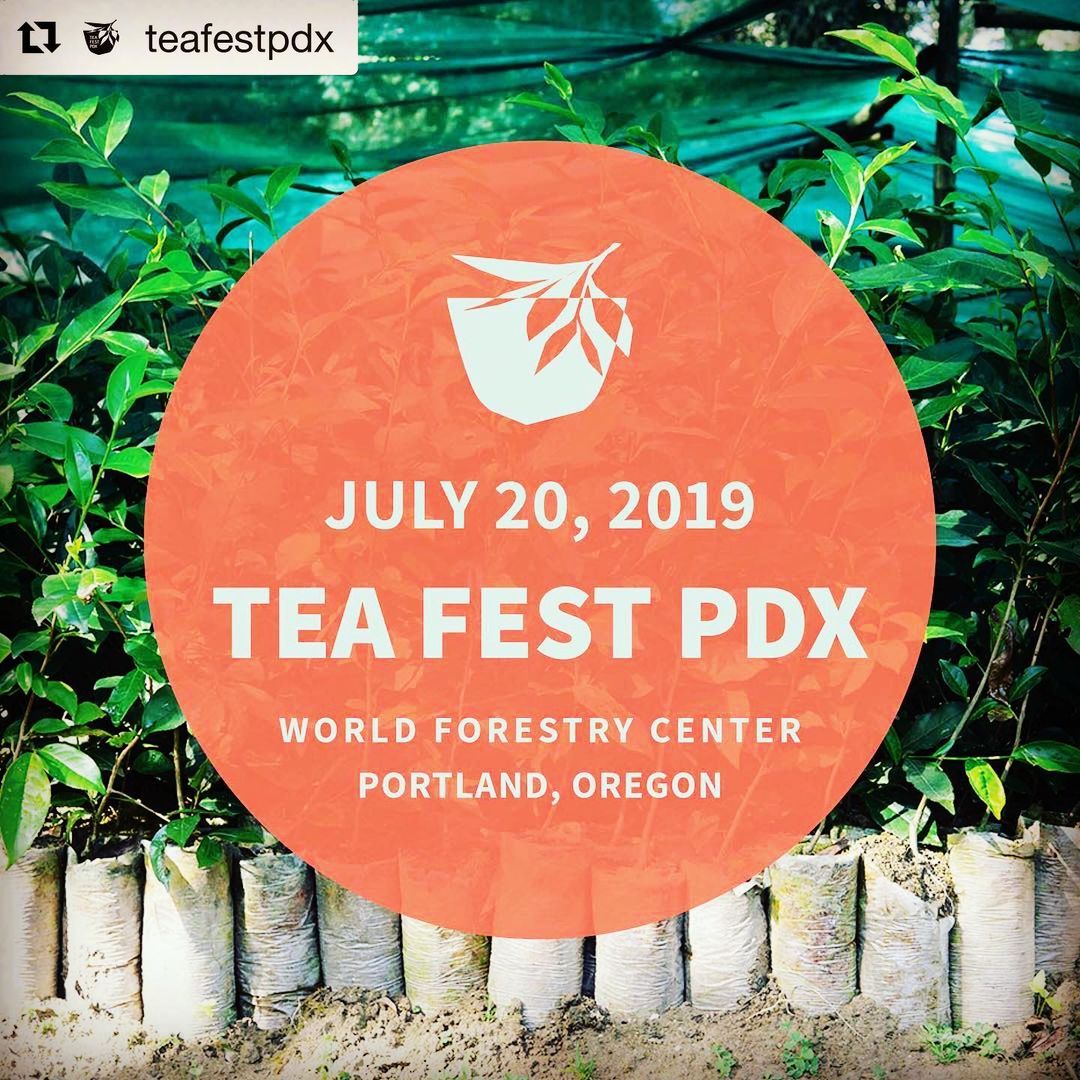 teafestpdx
JULY 20, 2019
TEA FEST PDX
WORLD FORESTRY CENTER
PORTLAND, OREGON